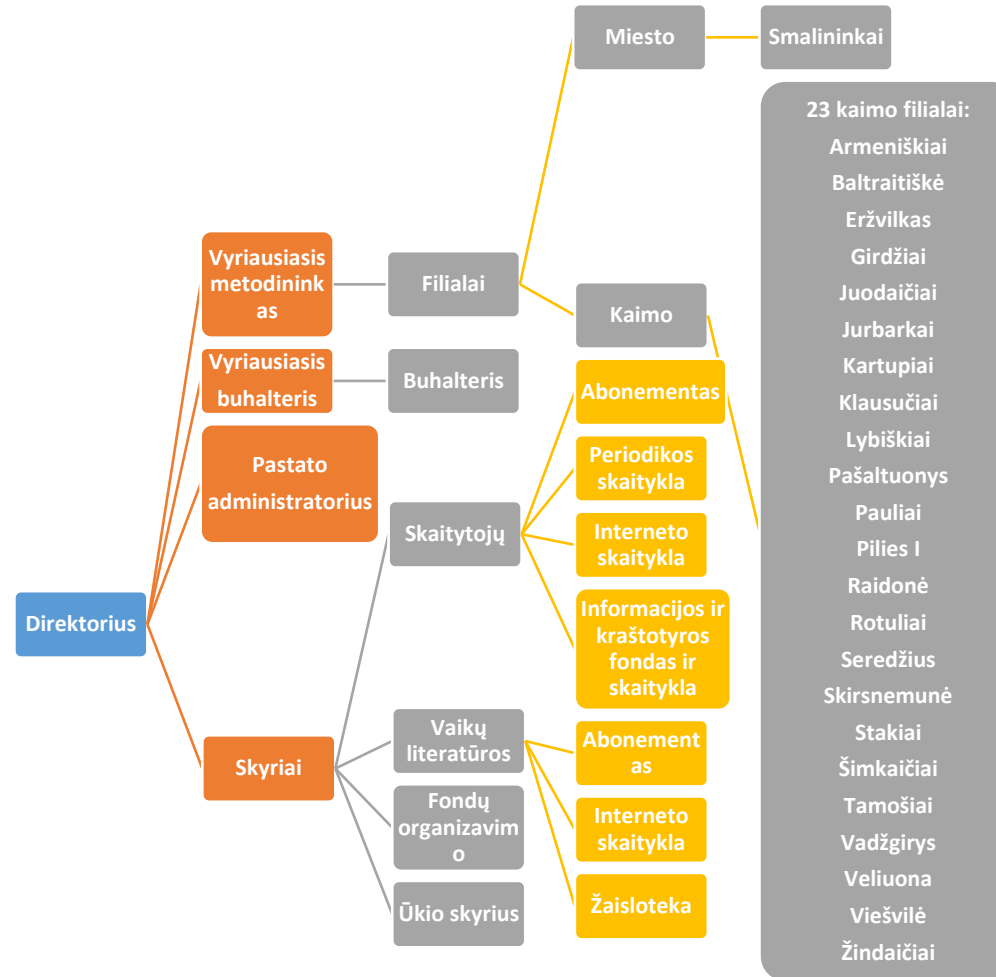 Miesto
Smalininkai
23 kaimo filialai:
Armeniškiai
Baltraitiškė
Eržvilkas
Girdžiai
Juodaičiai
Jurbarkai
Kartupiai
Klausučiai
Lybiškiai
Pašaltuonys
Pauliai
Pilies I
Raidonė
Rotuliai
Seredžius
Skirsnemunė
Stakiai
Šimkaičiai
Tamošiai
Vadžgirys
Veliuona
Viešvilė
Žindaičiai
Vyriausiasis
metodinink
as
Filialai
Kaimo
Vyriausiasis
buhalteris
Buhalteris
Pastato
administratorius
Abonementas
Periodikos
skaitykla
Skaitytojų
Interneto
skaitykla
Informacijos ir
kraštotyros
fondas ir
skaitykla
Direktorius
Skyriai
Vaikų
literatūros
Abonement
as
Interneto
skaitykla
Žaisloteka
Fondų
organizavim
o
Ūkio skyrius